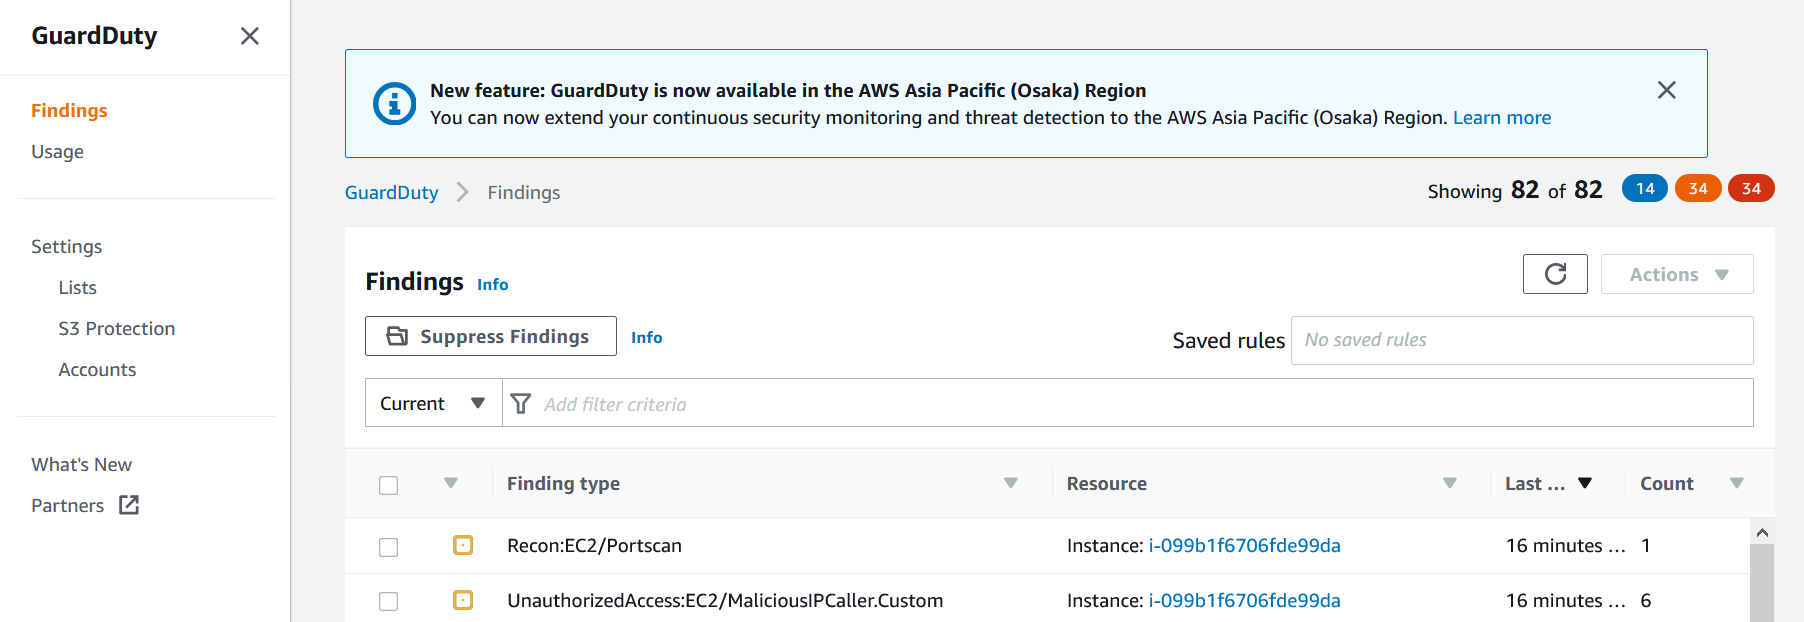 GuardDuty
Findings
Usage
Settings
Lists
S3 Protection
Accounts
What's New
Partners
New feature: GuardDuty is now available in the AWS Asia Pacific (Osaka) Region
You can now extend your continuous security monitoring and threat detection to the AWS Asia Pacific (Osaka) Region. Learn more
GuardDuty Findings
Showing 82 of 82 14 34 34
Findings Info
Actions
Suppress Findings Info
Saved rules No saved rules
Current Add filter criteria
Finding type Resource Last ... Count
Recon:EC2/Portscan Instance: i-099b1f6706fde99da 16 minutes ... 1
UnauthorizedAccess:EC2/MaliciousIPCaller.Custom Instance: i-099b1f6706fde99da 16 minutes ... 6